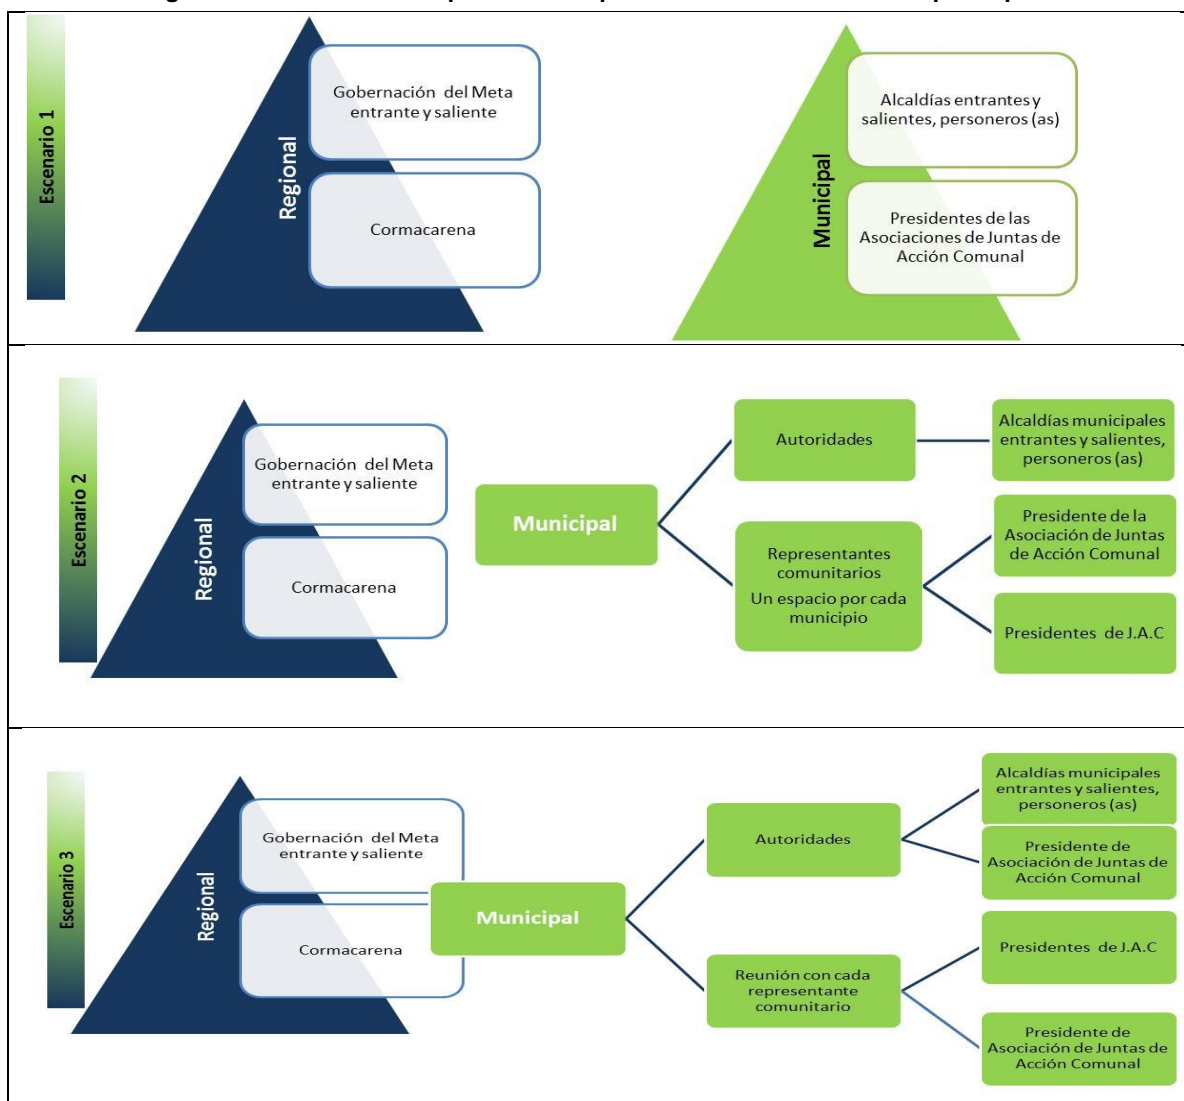 Escenario 1
Regional
Gobernación del Meta
entrante y saliente
Cormacarena
Municipal
Alcaldías entrantes y
salientes, personeros (as)
Presidentes de las
Asociaciones de Juntas de
Acción Comunal
Escenario 2
Regional
Gobernación del Meta
entrante y saliente
Cormacarena
Municipal
Autoridades
Alcaldías municipales
entrantes y salientes,
personeros (as)
Representantes
comunitarios
Un espacio por cada
municipio
Presidente de la
Asociación de Juntas
de Acción Comunal
Presidentes de J.A.C
Escenario 3
Regional
Gobernación del Meta
entrante y saliente
Cormacarena
Municipal
Autoridades
Alcaldías municipales
entrantes y salientes,
personeros (as)
Presidente de
Asociación de Juntas de
Acción Comunal
Reunión con cada
representante
comunitario
Presidentes de J.A.C
Presidente de
Asociación de Juntas de
Acción Comunal